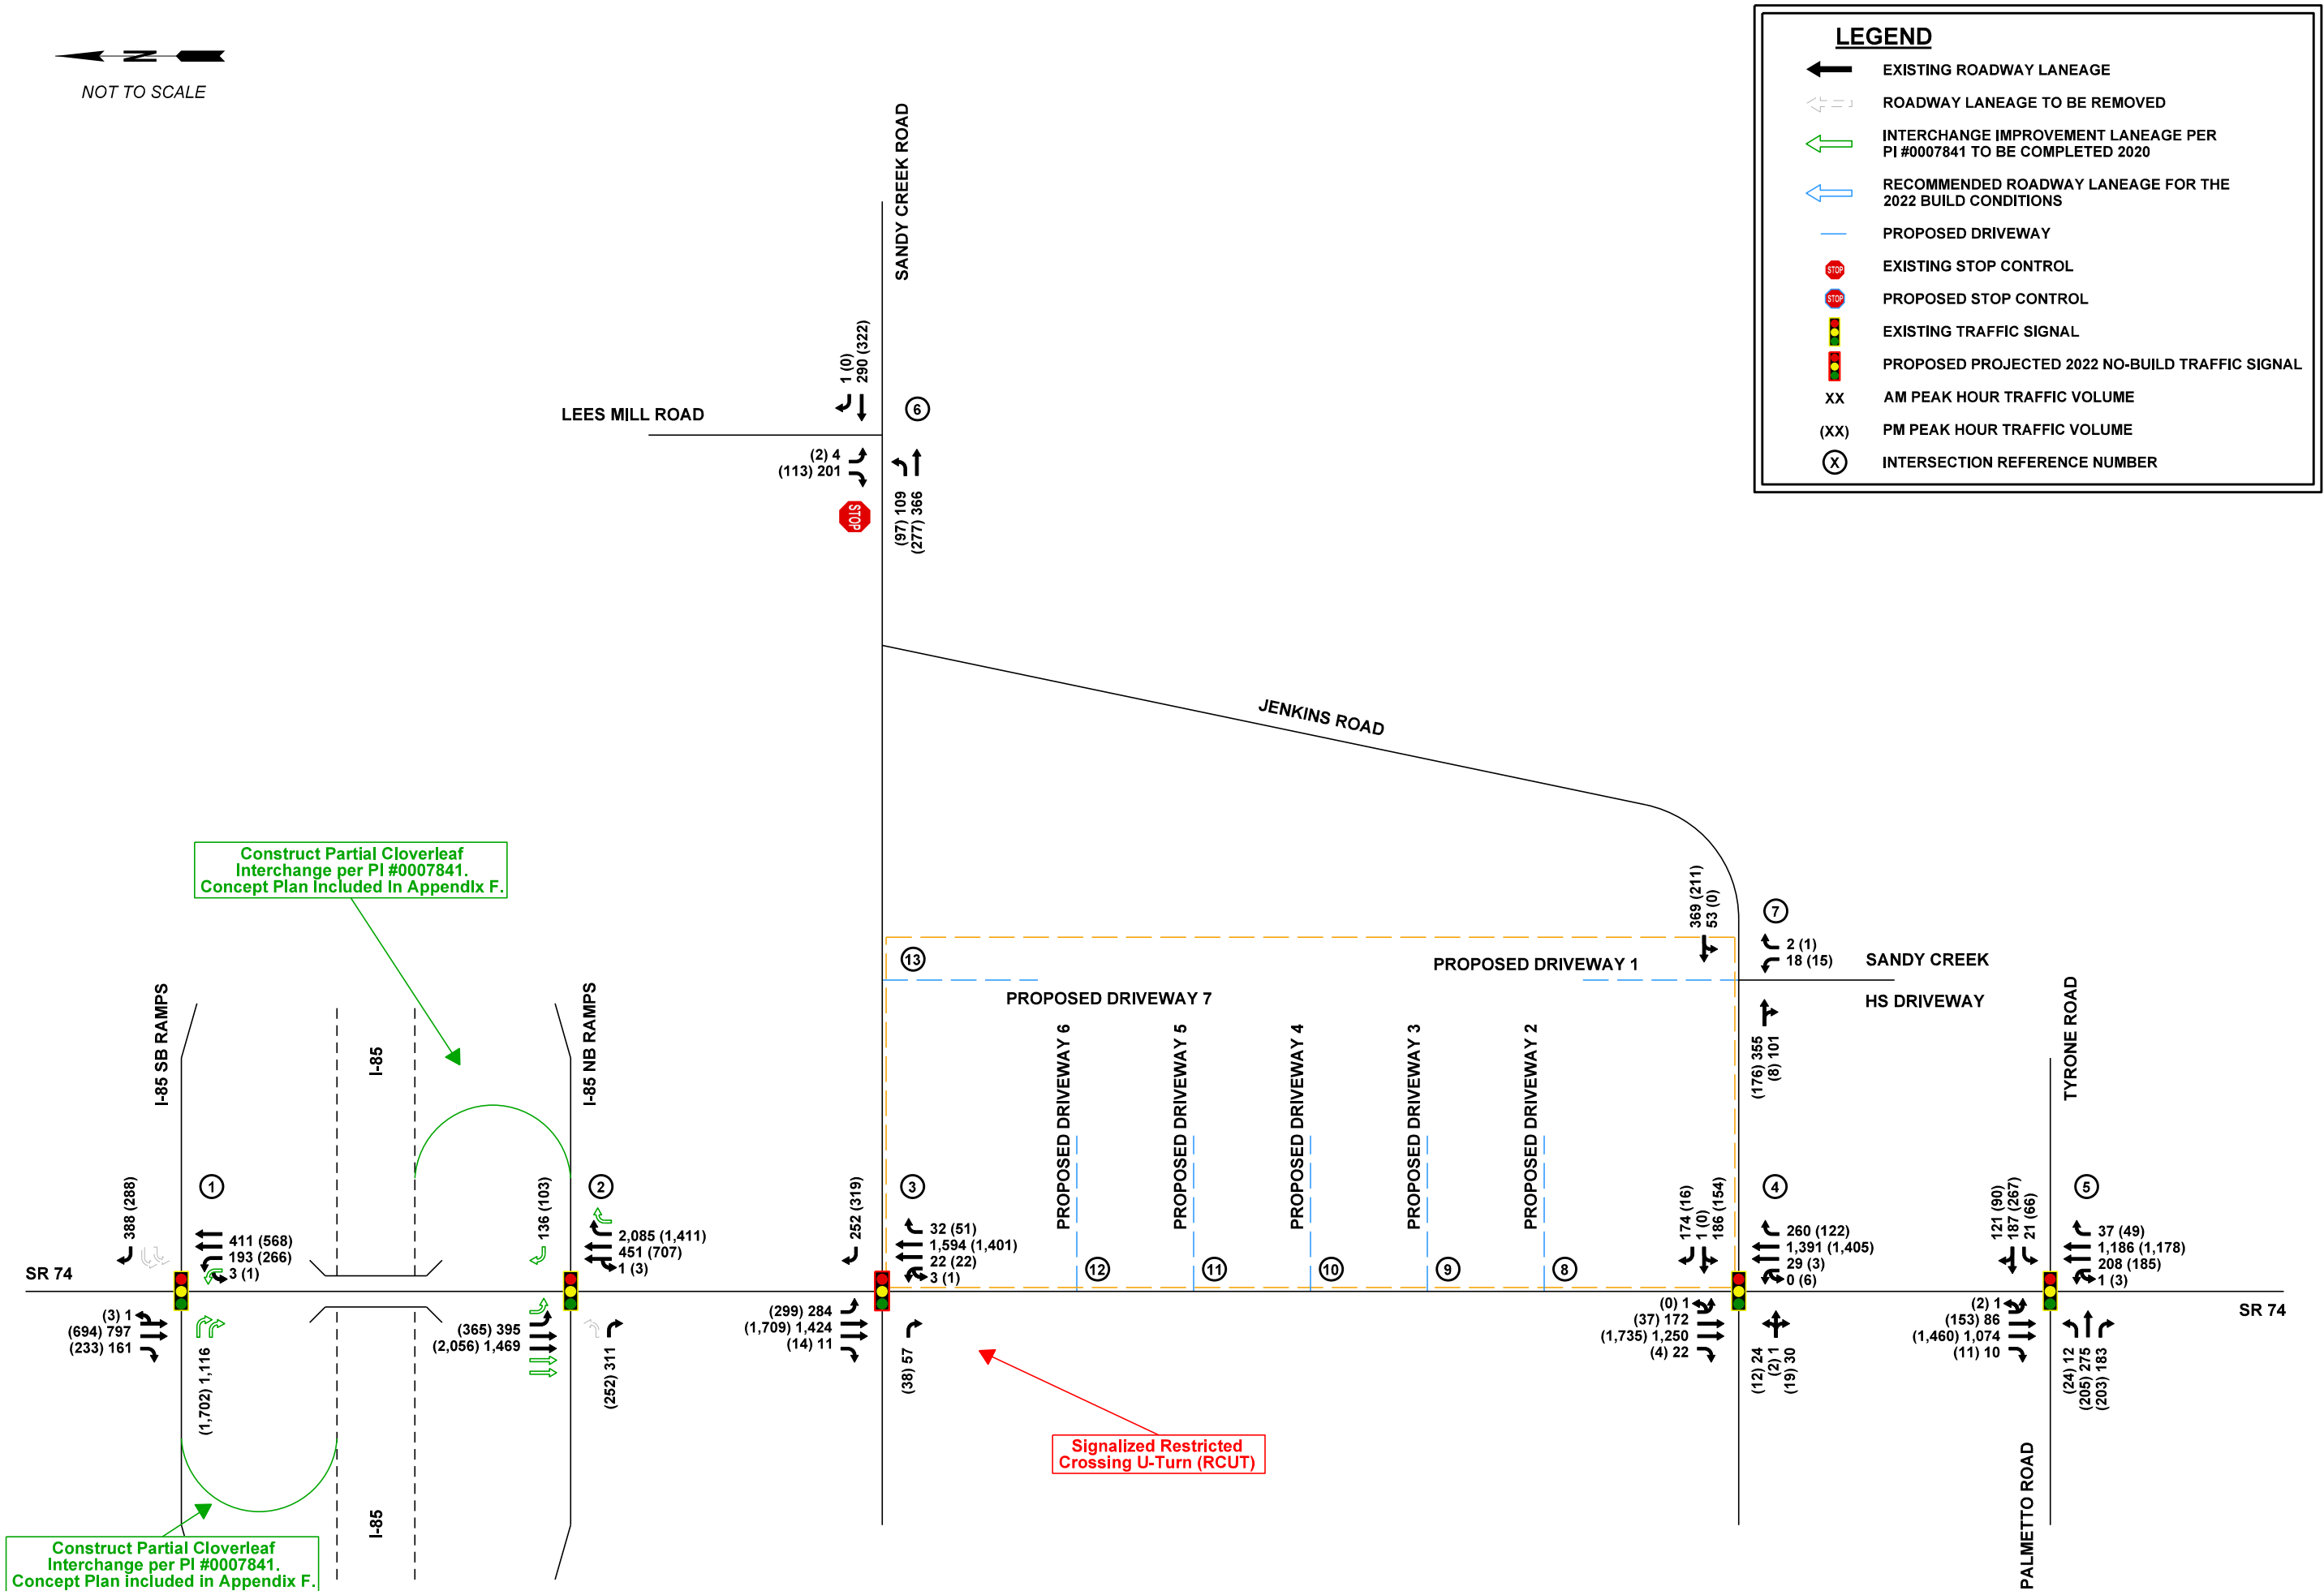 N
NOT TO SCALE
LEGEND
EXISTING ROADWAY LANEAGE
ROADWAY LANEAGE TO BE REMOVED
INTERCHANGE IMPROVEMENT LANEAGE PER
PI #0007841 TO BE COMPLETED 2020
RECOMMENDED ROADWAY LANEAGE FOR THE
2022 BUILD CONDITIONS
PROPOSED DRIVEWAY
STOP
EXISTING STOP CONTROL
STOP
PROPOSED STOP CONTROL
EXISTING TRAFFIC SIGNAL
PROPOSED PROJECTED 2022 NO-BUILD TRAFFIC SIGNAL
XX
AM PEAK HOUR TRAFFIC VOLUME
(XX)
PM PEAK HOUR TRAFFIC VOLUME
X
INTERSECTION REFERENCE NUMBER
SANDY CREEK ROAD
1 (0)
290 (322)
6
LEES MILL ROAD
(2) 4
(113) 201
STOP
(97) 109
(277) 366
JENKINS ROAD
Construct Partial Cloverleaf
Interchange per PI #0007841.
Concept Plan Included In Appendix F.
369 (211)
53 (0)
7
2 (1)
18 (15)
SANDY CREEK
HS DRIVEWAY
(176) 355
(8) 101
13
PROPOSED DRIVEWAY 1
PROPOSED DRIVEWAY 7
PROPOSED DRIVEWAY 6
PROPOSED DRIVEWAY 5
PROPOSED DRIVEWAY 4
PROPOSED DRIVEWAY 3
PROPOSED DRIVEWAY 2
12
11
10
9
8
TYRONE ROAD
I-85 SB RAMPS
I-85
I-85 NB RAMPS
388 (288)
1
411 (568)
193 (266)
3 (1)
136 (103)
2
2,085 (1,411)
451 (707)
1 (3)
252 (319)
3
32 (51)
1,594 (1,401)
22 (22)
3 (1)
174 (16)
1 (0)
186 (154)
4
260 (122)
1,391 (1,405)
29 (3)
0 (6)
121 (90)
187 (267)
21 (66)
5
37 (49)
1,186 (1,178)
208 (185)
1 (3)
SR 74
SR 74
(3) 1
(694) 797
(233) 161
(1,702) 1,116
(365) 395
(2,056) 1,469
(252) 311
(299) 284
(1,709) 1,424
(14) 11
(38) 57
(0) 1
(37) 172
(1,735) 1,250
(4) 22
(12) 24
(2) 1
(19) 30
(2) 1
(153) 86
(1,460) 1,074
(11) 10
(24) 12
(205) 275
(203) 183
Signalized Restricted
Crossing U-Turn (RCUT)
I-85
PALMETTO ROAD
Construct Partial Cloverleaf
Interchange per PI #0007841.
Concept Plan included in Appendix F.